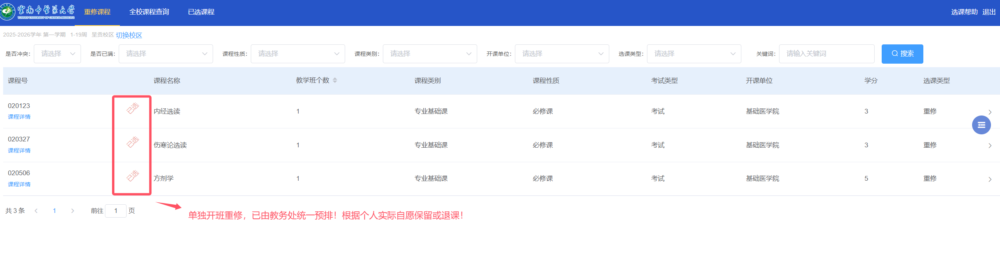 雲南中醫藥大學
YUNNAN UNIVERSITY OF CHINESE MEDICINE
重修课程 全校课程查询 已选课程 选课帮助 退出
2025-2026学年 第一学期 1-19周 呈贡校区 切换校区
是否冲突: 请选择 是否已满: 请选择 课程性质: 请选择 课程类别: 请选择 开课单位: 请选择 选课类型: 请选择 关键词: 请输入关键词 搜索
课程号 课程名称 教学班个数 课程类别 课程性质 考试类型 开课单位 学分 选课类型
020123
课程详情
已选 内经选读 1 专业基础课 必修课 考试 基础医学院 3 重修
020327
课程详情
已选 伤寒论选读 1 专业基础课 必修课 考试 基础医学院 3 重修
020506
课程详情
已选 方剂学 1 专业基础课 必修课 考试 基础医学院 5 重修
共 3 条 1 前往 1 页
单独开班重修，已由教务处统一预排！根据个人实际自愿保留或退课！